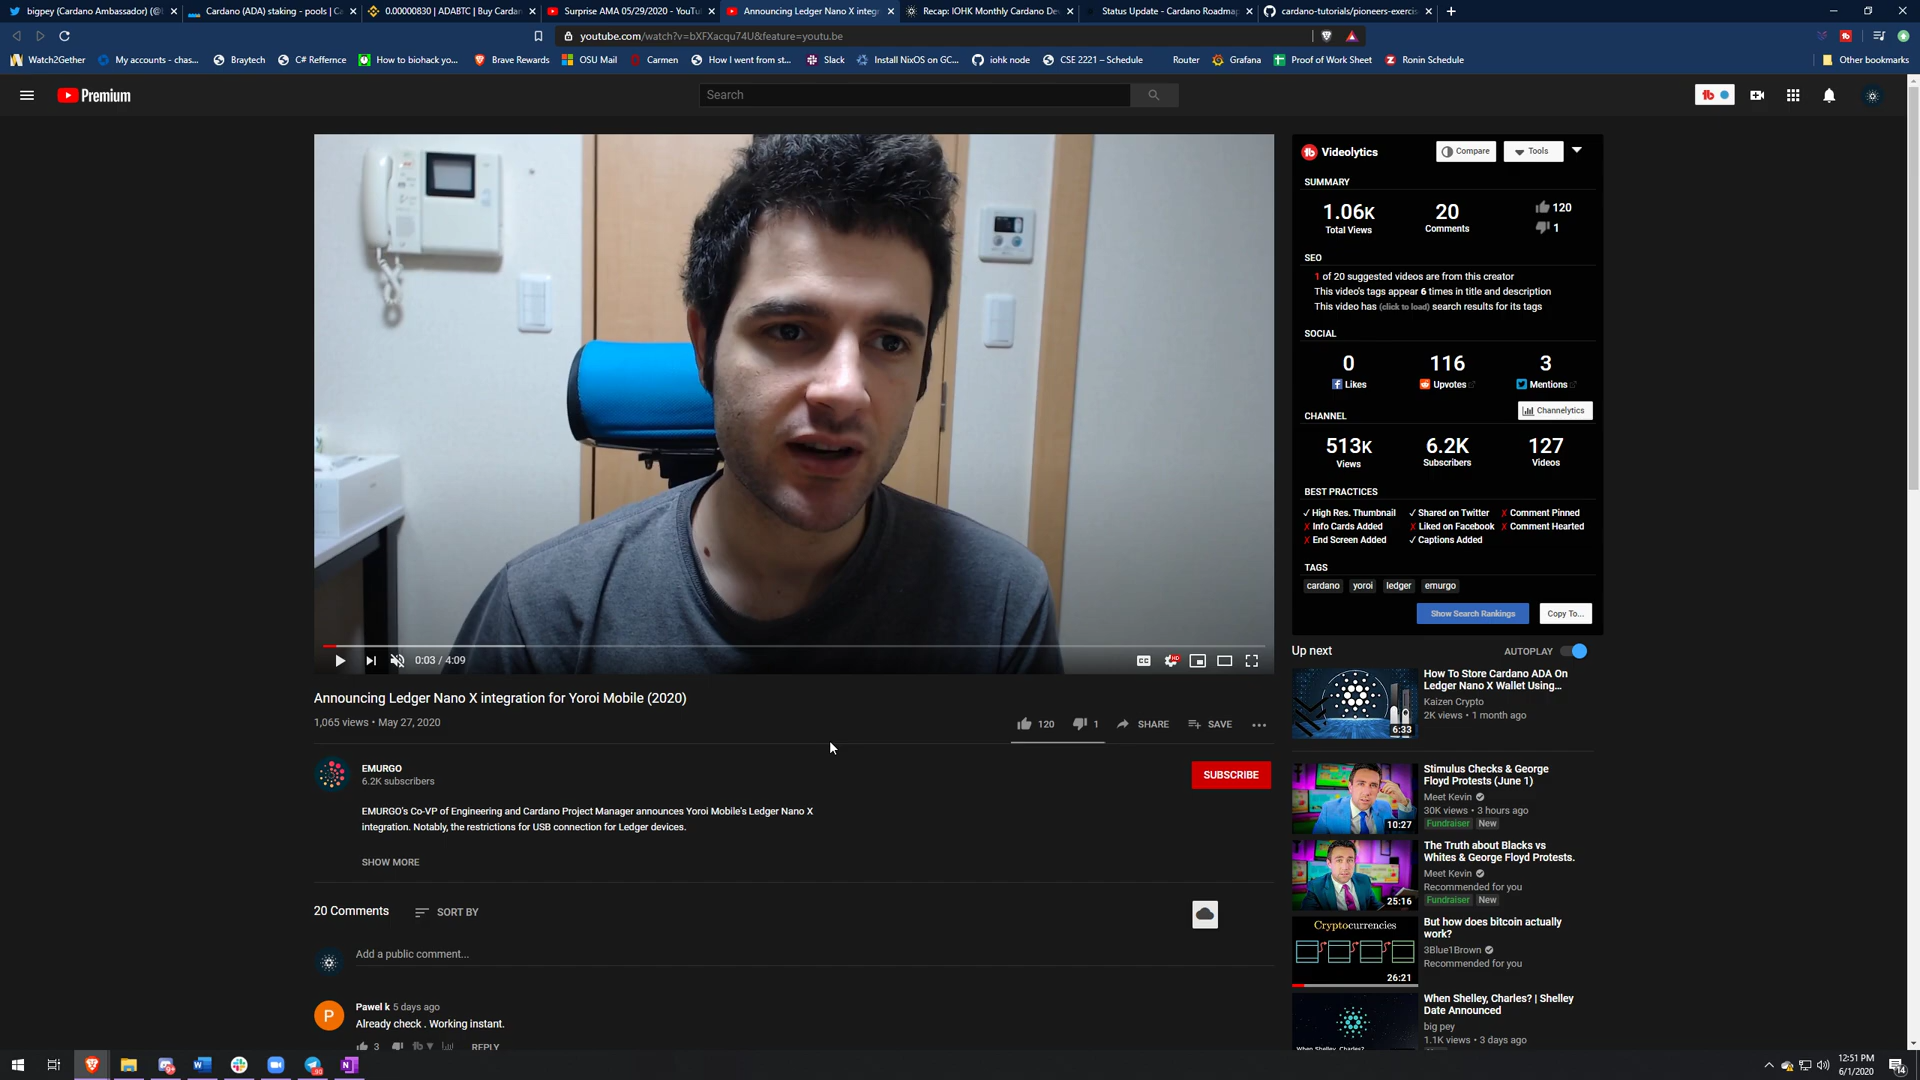 bigpey (Cardano Ambassador) (@
Cardano (ADA) staking - pools | C
0.00000830 | ADABTC | Buy Cardan
Surprise AMA 05/29/2020 - YouTu
Announcing Ledger Nano X integ
Recap: IOHK Monthly Cardano De
Status Update - Cardano Roadmap
cardano-tutorials/pioneers-exercis
youtube.com/watch?v=bXFXacqu74U&feature=youtu.be
Watch2Gether
My accounts - chas...
Braytech
C# Reffernce
How to biohack yo...
Brave Rewards
OSU Mail
Carmen
How I went from st...
Slack
Install NixOS on GC...
iohk node
CSE 2221 – Schedule
Router
Grafana
Proof of Work Sheet
Ronin Schedule
Other bookmarks
Premium
Search
Videolytics
Compare
Tools
SUMMARY
1.06K 20 120
Total Views Comments 1
SEO
1 of 20 suggested videos are from this creator
This video's tags appear 6 times in title and description
This video has (click to load) search results for its tags
SOCIAL
0 116 3
Likes Upvotes Mentions
CHANNEL
Channelytics
513K 6.2K 127
Views Subscribers Videos
BEST PRACTICES
✓ High Res. Thumbnail ✓ Shared on Twitter ✗ Comment Pinned
✗ Info Cards Added ✗ Liked on Facebook ✗ Comment Hearted
✗ End Screen Added ✓ Captions Added
TAGS
cardano yoroi ledger emurgo
Show Search Rankings Copy To...
0:03 / 4:09
Announcing Ledger Nano X integration for Yoroi Mobile (2020)
1,065 views • May 27, 2020
120 1 SHARE SAVE
EMURGO
6.2K subscribers
SUBSCRIBE
EMURGO's Co-VP of Engineering and Cardano Project Manager announces Yoroi Mobile's Ledger Nano X
integration. Notably, the restrictions for USB connection for Ledger devices.
SHOW MORE
20 Comments SORT BY
Add a public comment...
P
Pawel k 5 days ago
Already check . Working instant.
3 REPLY
Up next AUTOPLAY
How To Store Cardano ADA On
Ledger Nano X Wallet Using...
Kaizen Crypto
2K views • 1 month ago
6:33
Stimulus Checks & George
Floyd Protests (June 1)
Meet Kevin
30K views • 3 hours ago
Fundraiser New
10:27
The Truth about Blacks vs
Whites & George Floyd Protests.
Meet Kevin
Recommended for you
Fundraiser New
25:16
Cryptocurrencies
But how does bitcoin actually
work?
3Blue1Brown
Recommended for you
26:21
When Shelley, Charles? | Shelley
Date Announced
big pey
1.1K views • 3 days ago
When Shelley, Charles?
12:51 PM
6/1/2020